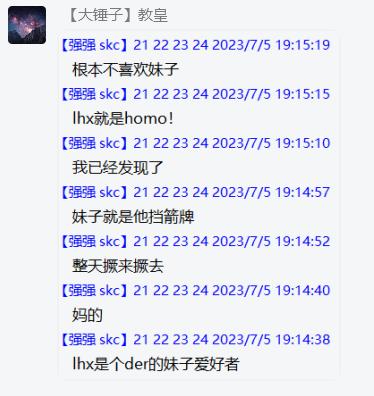 【大锤子】教皇
【强强 skc】21 22 23 24 2023/7/5 19:15:19
根本不喜欢妹子
【强强 skc】21 22 23 24 2023/7/5 19:15:15
lhx就是homo！
【强强 skc】21 22 23 24 2023/7/5 19:15:10
我已经发现了
【强强 skc】21 22 23 24 2023/7/5 19:14:57
妹子就是他挡箭牌
【强强 skc】21 22 23 24 2023/7/5 19:14:52
整天撅来撅去
【强强 skc】21 22 23 24 2023/7/5 19:14:40
妈的
【强强 skc】21 22 23 24 2023/7/5 19:14:38
lhx是个der的妹子爱好者